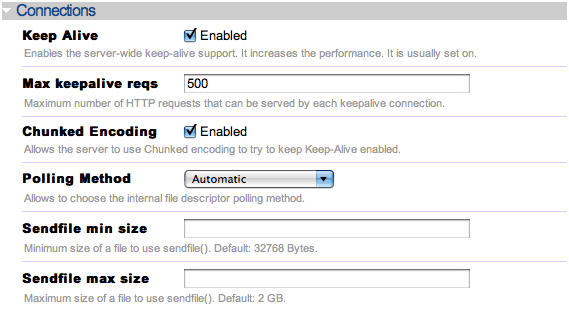 Connections
Keep Alive Enabled
Enables the server-wide keep-alive support. It increases the performance. It is usually set on.
Max keepalive reqs 500
Maximum number of HTTP requests that can be served by each keepalive connection.
Chunked Encoding Enabled
Allows the server to use Chunked encoding to try to keep Keep-Alive enabled.
Polling Method Automatic
Allows to choose the internal file descriptor polling method.
Sendfile min size
Minimum size of a file to use sendfile(). Default: 32768 Bytes.
Sendfile max size
Maximum size of a file to use sendfile(). Default: 2 GB.